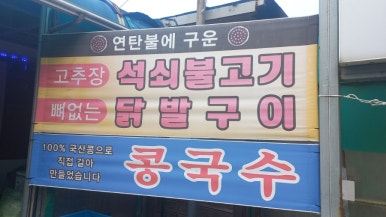 연탄불에 구운
고추장 석쇠불고기
뼈없는 닭발구이
100% 국산콩으로
직접 갈아
만들었습니다
콩국수